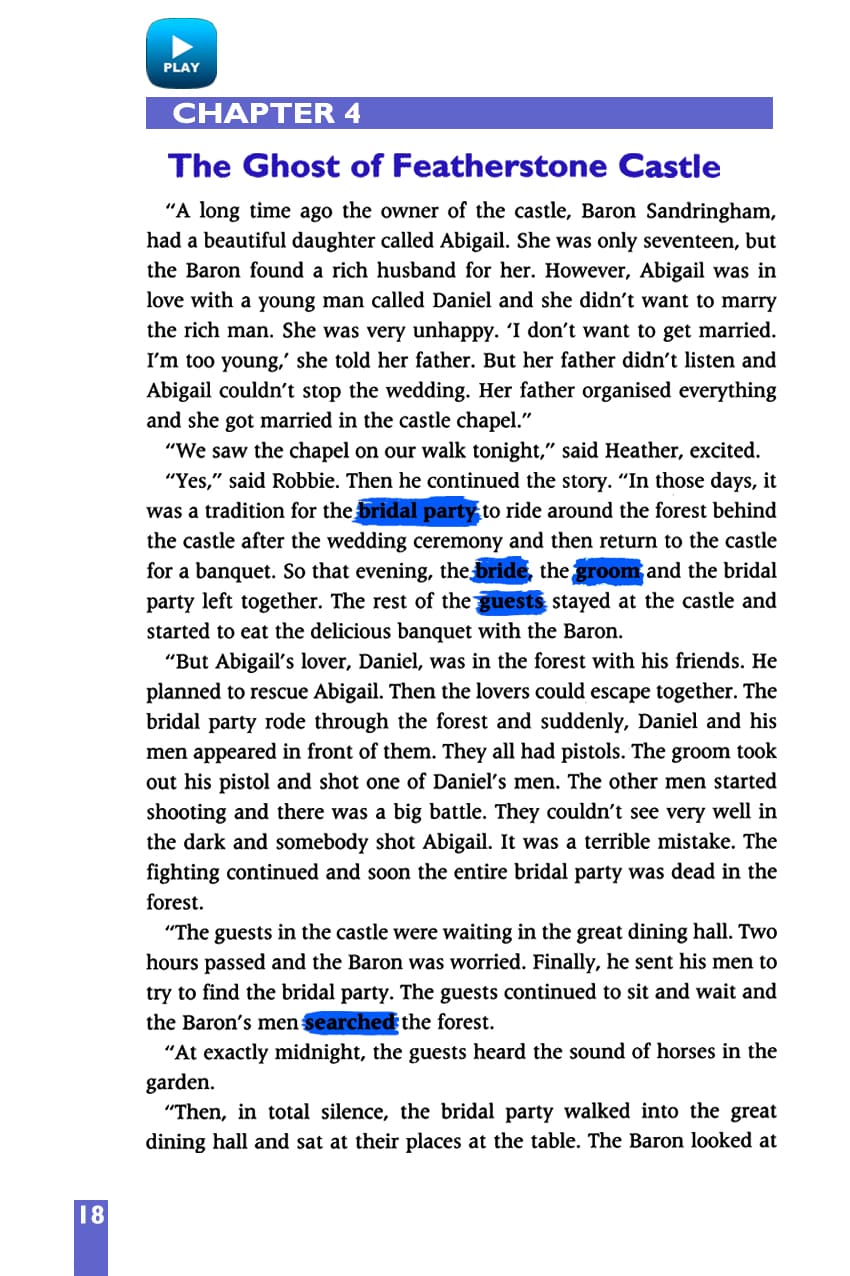 PLAY
CHAPTER 4
The Ghost of Featherstone Castle
“A long time ago the owner of the castle, Baron Sandringham,
had a beautiful daughter called Abigail. She was only seventeen, but
the Baron found a rich husband for her. However, Abigail was in
love with a young man called Daniel and she didn’t want to marry
the rich man. She was very unhappy. ‘I don’t want to get married.
I’m too young,’ she told her father. But her father didn’t listen and
Abigail couldn’t stop the wedding. Her father organised everything
and she got married in the castle chapel.”
“We saw the chapel on our walk tonight,” said Heather, excited.
“Yes,” said Robbie. Then he continued the story. “In those days, it
was a tradition for the bridal party to ride around the forest behind
the castle after the wedding ceremony and then return to the castle
for a banquet. So that evening, the bride, the groom and the bridal
party left together. The rest of the guests stayed at the castle and
started to eat the delicious banquet with the Baron.
“But Abigail’s lover, Daniel, was in the forest with his friends. He
planned to rescue Abigail. Then the lovers could escape together. The
bridal party rode through the forest and suddenly, Daniel and his
men appeared in front of them. They all had pistols. The groom took
out his pistol and shot one of Daniel’s men. The other men started
shooting and there was a big battle. They couldn’t see very well in
the dark and somebody shot Abigail. It was a terrible mistake. The
fighting continued and soon the entire bridal party was dead in the
forest.
“The guests in the castle were waiting in the great dining hall. Two
hours passed and the Baron was worried. Finally, he sent his men to
try to find the bridal party. The guests continued to sit and wait and
the Baron’s men searched the forest.
“At exactly midnight, the guests heard the sound of horses in the
garden.
“Then, in total silence, the bridal party walked into the great
dining hall and sat at their places at the table. The Baron looked at
18